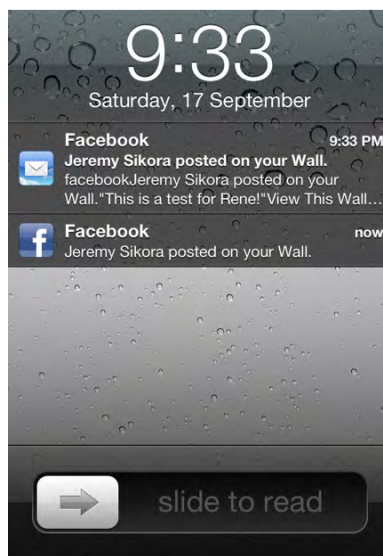 9:33
Saturday, 17 September
Facebook 9:33 PM
Jeremy Sikora posted on your Wall.
facebookJeremy Sikora posted on your
Wall."This is a test for Rene!"View This Wall...
Facebook now
Jeremy Sikora posted on your Wall.
slide to read